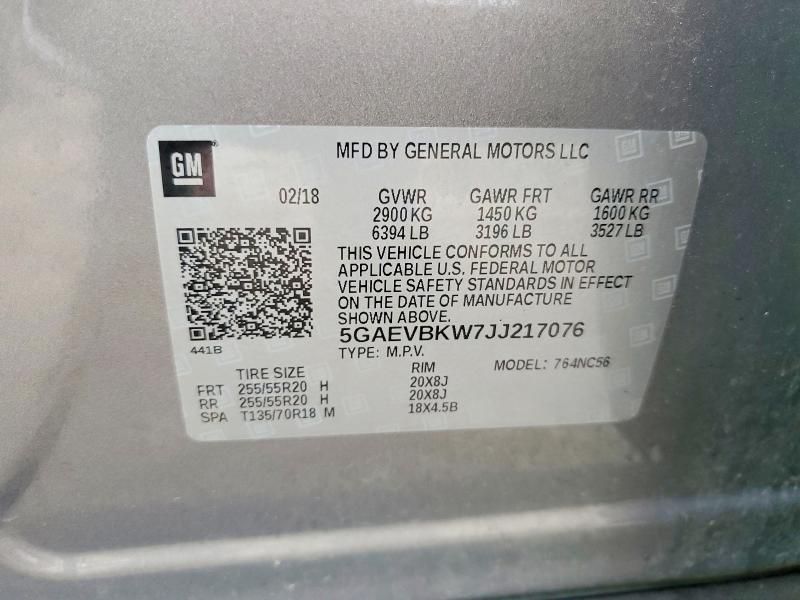 GM
MFD BY GENERAL MOTORS LLC
02/18 GVWR GAWR FRT GAWR RR
2900 KG 1450 KG 1600 KG
6394 LB 3196 LB 3527 LB
THIS VEHICLE CONFORMS TO ALL
APPLICABLE U.S. FEDERAL MOTOR
VEHICLE SAFETY STANDARDS IN EFFECT
ON THE DATE OF MANUFACTURE
SHOWN ABOVE.
5GAEVBKW7JJ217076
441B
TYPE: M.P.V. MODEL: 764NC56
TIRE SIZE RIM
FRT 255/55R20 H 20X8J
RR 255/55R20 H 20X8J
SPA T135/70R18 M 18X4.5B